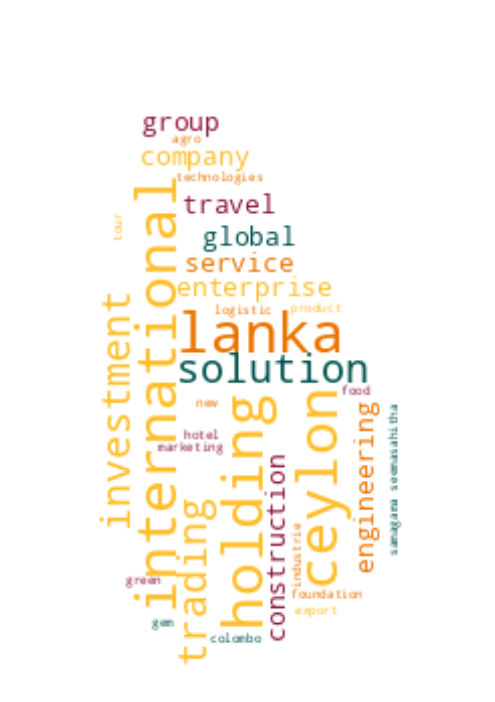 group
agro
company
technologies
travel
tour
global
service
enterprise
logistic
product
lanka
solution
international
investment
food
new
holding
ceylon
engineering
samagama seemasahitha
hotel
marketing
construction
trading
industrie
green
foundation
gem
colombo
export